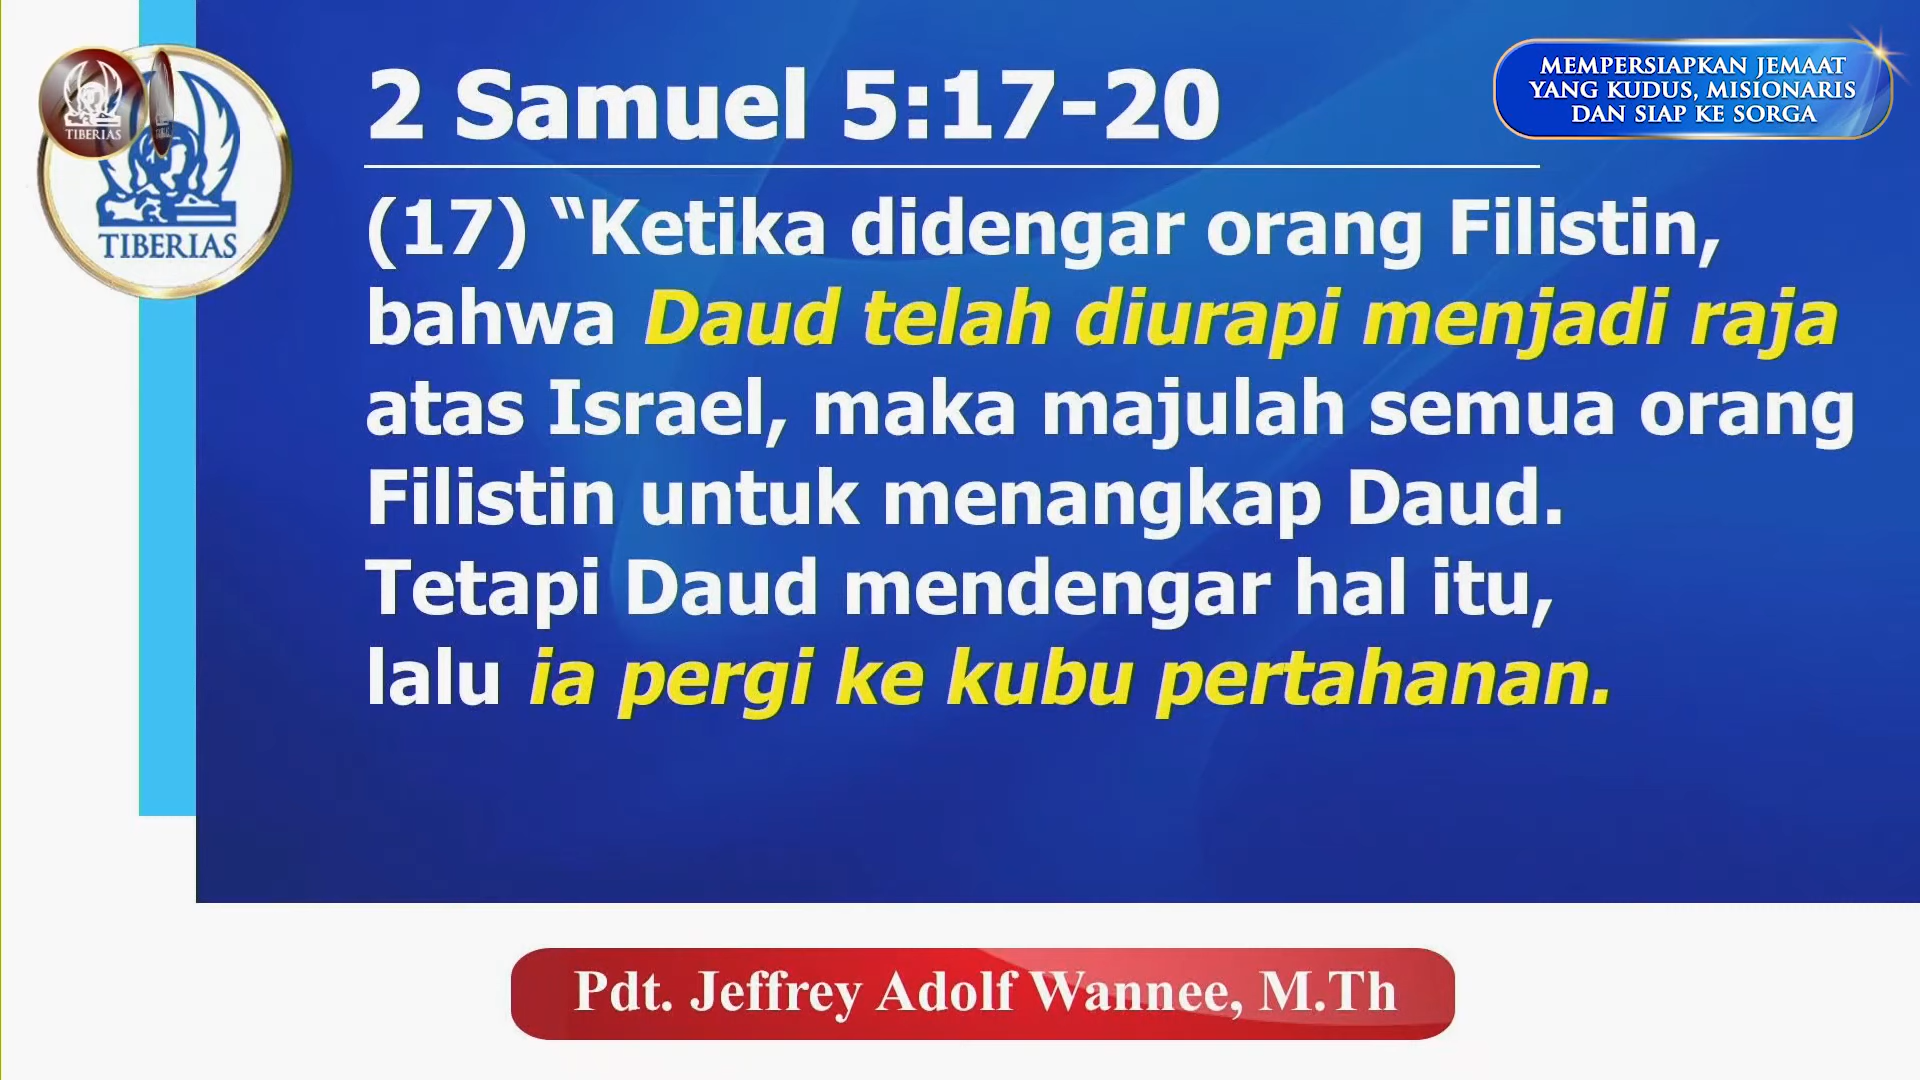 TIBERIAS
TIBERIAS
MEMPERSIAPKAN JEMAAT
YANG KUDUS, MISIONARIS
DAN SIAP KE SORGA
2 Samuel 5:17-20
(17) “Ketika didengar orang Filistin,
bahwa Daud telah diurapi menjadi raja
atas Israel, maka majulah semua orang
Filistin untuk menangkap Daud.
Tetapi Daud mendengar hal itu,
lalu ia pergi ke kubu pertahanan.
Pdt. Jeffrey Adolf Wannee, M.Th